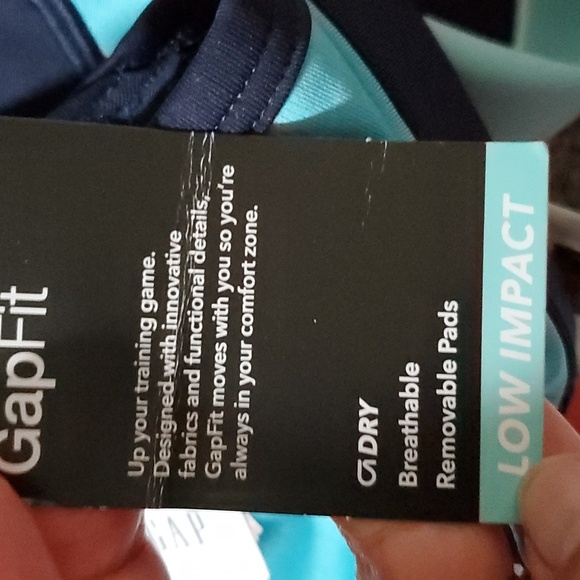 GapFit
Up your training game.
Designed with innovative
fabrics and functional details,
GapFit moves with you so you're
always in your comfort zone.
GDRY
Breathable
Removable Pads
LOW IMPACT
GAP